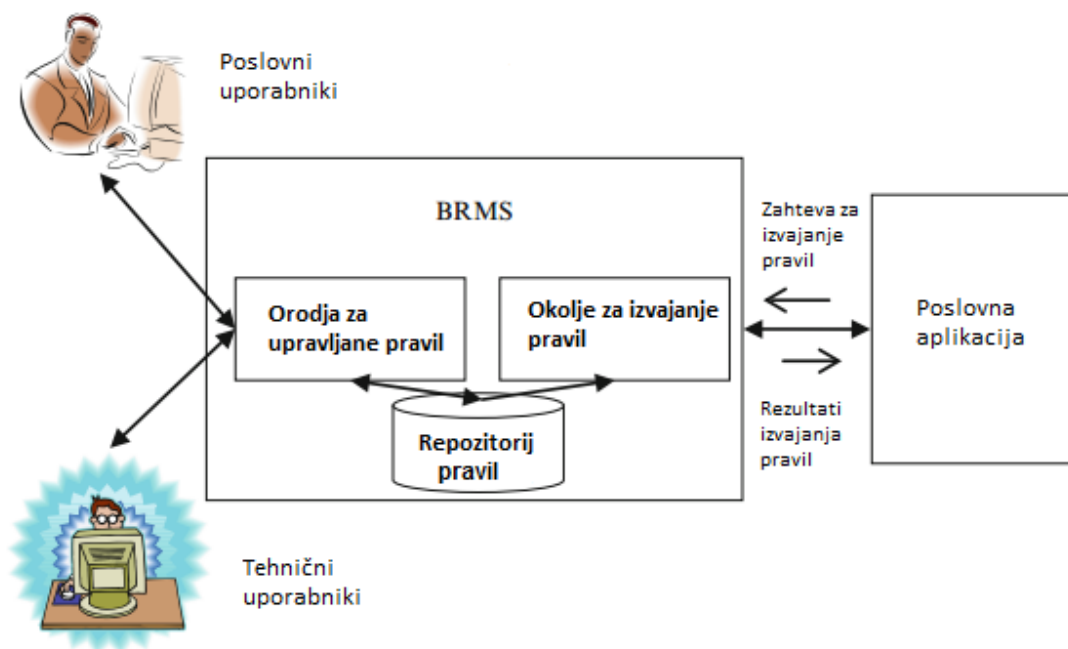 Poslovni
uporabniki
BRMS
Orodja za
upravljane pravil
Okolje za izvajanje
pravil
Repozitorij
pravil
Zahteva za
izvajanje
pravil
Rezultati
izvajanja
pravil
Poslovna
aplikacija
Tehnični
uporabniki